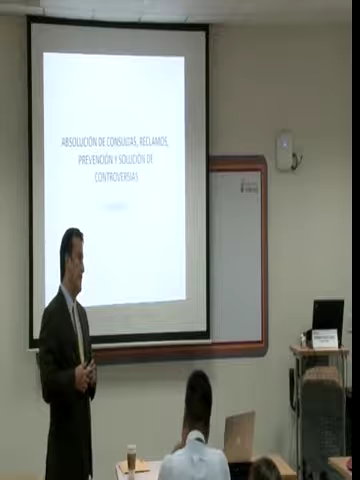 ABSOLUCIÓN DE CONSULTAS, RECLAMOS,
PREVENCIÓN Y SOLUCIÓN DE
CONTROVERSIAS